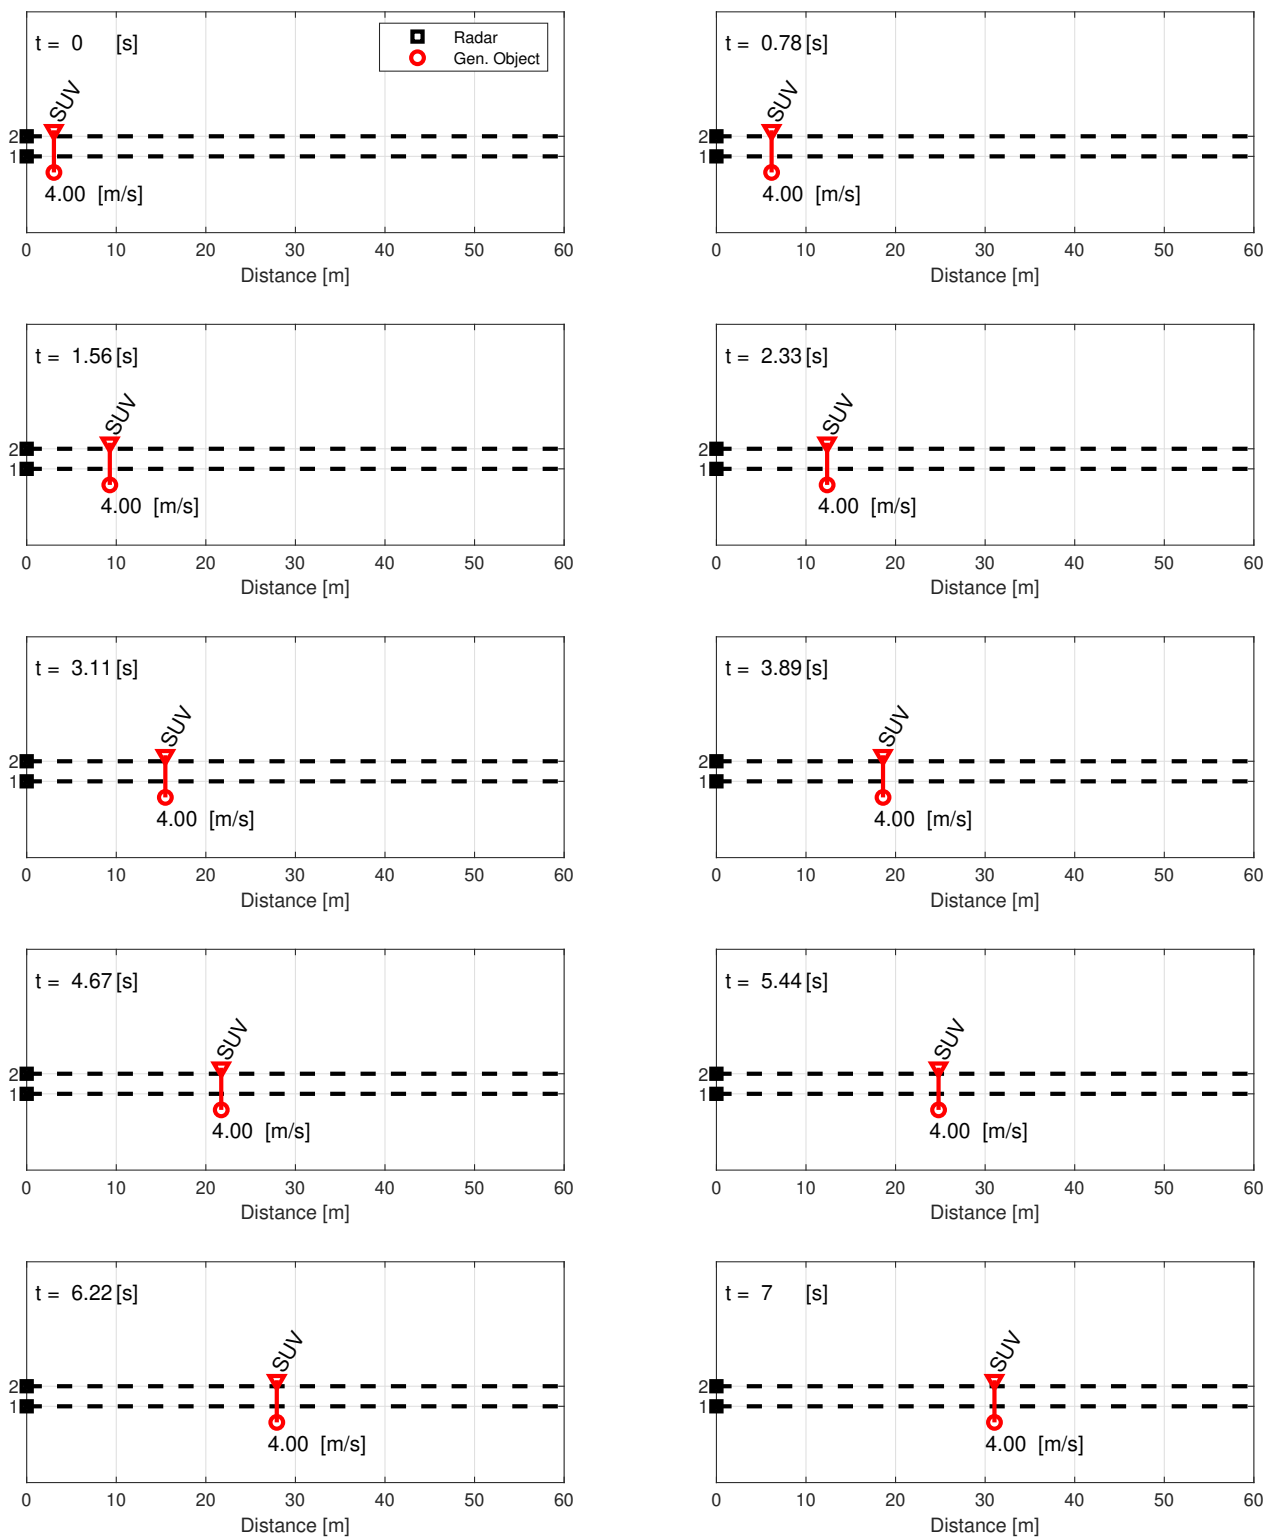 t = 0 [s]
Radar
Gen. Object
SUV
2
1
4.00 [m/s]
0 10 20 30 40 50 60
Distance [m]
t = 0.78 [s]
SUV
2
1
4.00 [m/s]
0 10 20 30 40 50 60
Distance [m]
t = 1.56 [s]
SUV
2
1
4.00 [m/s]
0 10 20 30 40 50 60
Distance [m]
t = 2.33 [s]
SUV
2
1
4.00 [m/s]
0 10 20 30 40 50 60
Distance [m]
t = 3.11 [s]
SUV
2
1
4.00 [m/s]
0 10 20 30 40 50 60
Distance [m]
t = 3.89 [s]
SUV
2
1
4.00 [m/s]
0 10 20 30 40 50 60
Distance [m]
t = 4.67 [s]
SUV
2
1
4.00 [m/s]
0 10 20 30 40 50 60
Distance [m]
t = 5.44 [s]
SUV
2
1
4.00 [m/s]
0 10 20 30 40 50 60
Distance [m]
t = 6.22 [s]
SUV
2
1
4.00 [m/s]
0 10 20 30 40 50 60
Distance [m]
t = 7 [s]
SUV
2
1
4.00 [m/s]
0 10 20 30 40 50 60
Distance [m]